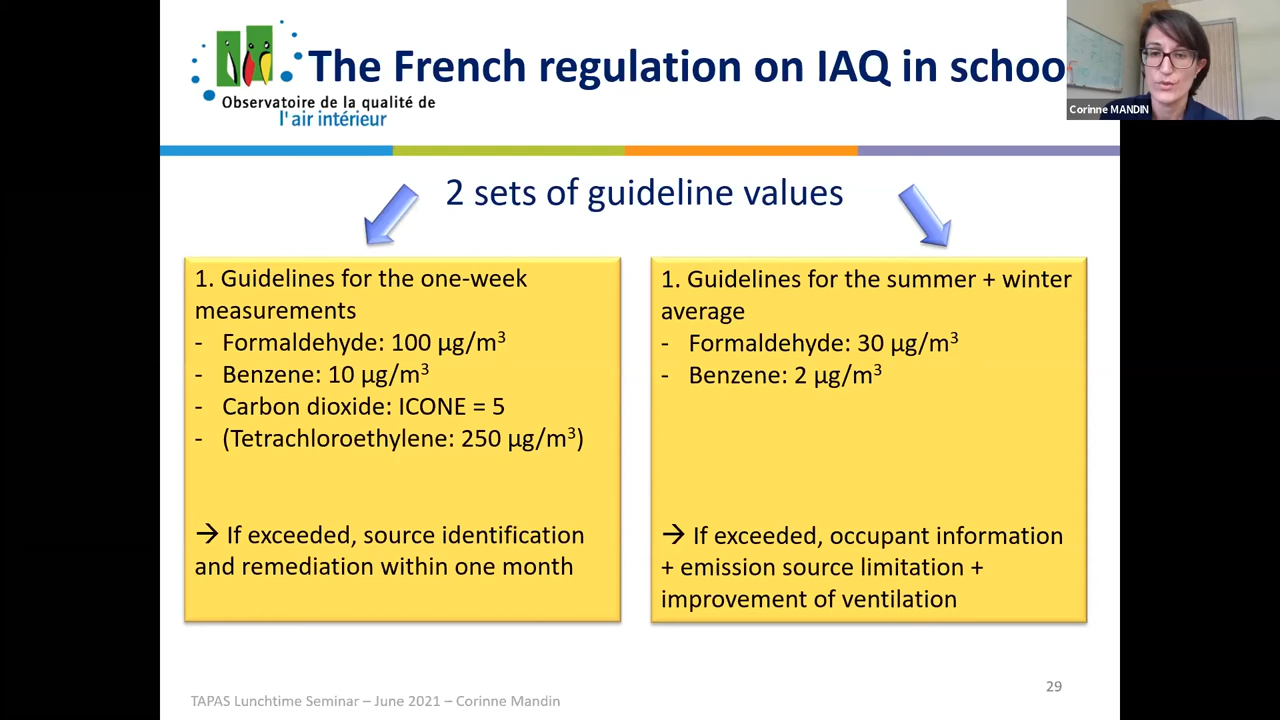 The French regulation on IAQ in schoo
Observatoire de la qualité de
l'air intérieur
Corinne MANDIN
2 sets of guideline values
1. Guidelines for the one-week
measurements
- Formaldehyde: 100 µg/m³
- Benzene: 10 µg/m³
- Carbon dioxide: ICONE = 5
- (Tetrachloroethylene: 250 µg/m³)
→ If exceeded, source identification
and remediation within one month
1. Guidelines for the summer + winter
average
- Formaldehyde: 30 µg/m³
- Benzene: 2 µg/m³
→ If exceeded, occupant information
+ emission source limitation +
improvement of ventilation
TAPAS Lunchtime Seminar – June 2021 – Corinne Mandin
29